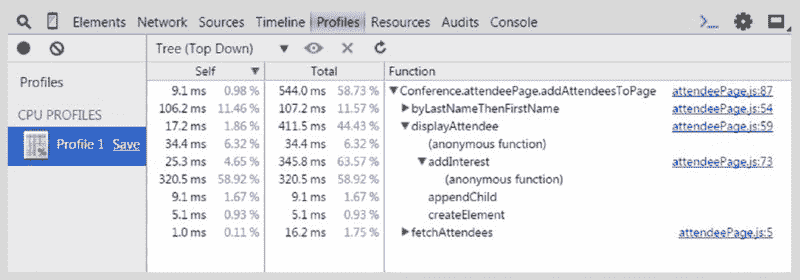 Elements Network Sources Timeline Profiles Resources Audits Console
Tree (Top Down)
Profiles
CPU PROFILES
Profile 1 Save
Self Total Function
9.1 ms 0.98 % 544.0 ms 58.73 % Conference.attendeePage.addAttendeesToPage attendeePage.js:87
106.2 ms 11.46 % 107.2 ms 11.57 % byLastNameThenFirstName attendeePage.js:54
17.2 ms 1.86 % 411.5 ms 44.43 % displayAttendee attendeePage.js:59
34.4 ms 6.32 % 34.4 ms 6.32 % (anonymous function)
25.3 ms 4.65 % 345.8 ms 63.57 % addInterest attendeePage.js:73
320.5 ms 58.92 % 320.5 ms 58.92 % (anonymous function)
9.1 ms 1.67 % 9.1 ms 1.67 % appendChild
5.1 ms 0.93 % 5.1 ms 0.93 % createElement
1.0 ms 0.11 % 16.2 ms 1.75 % fetchAttendees attendeePage.js:5